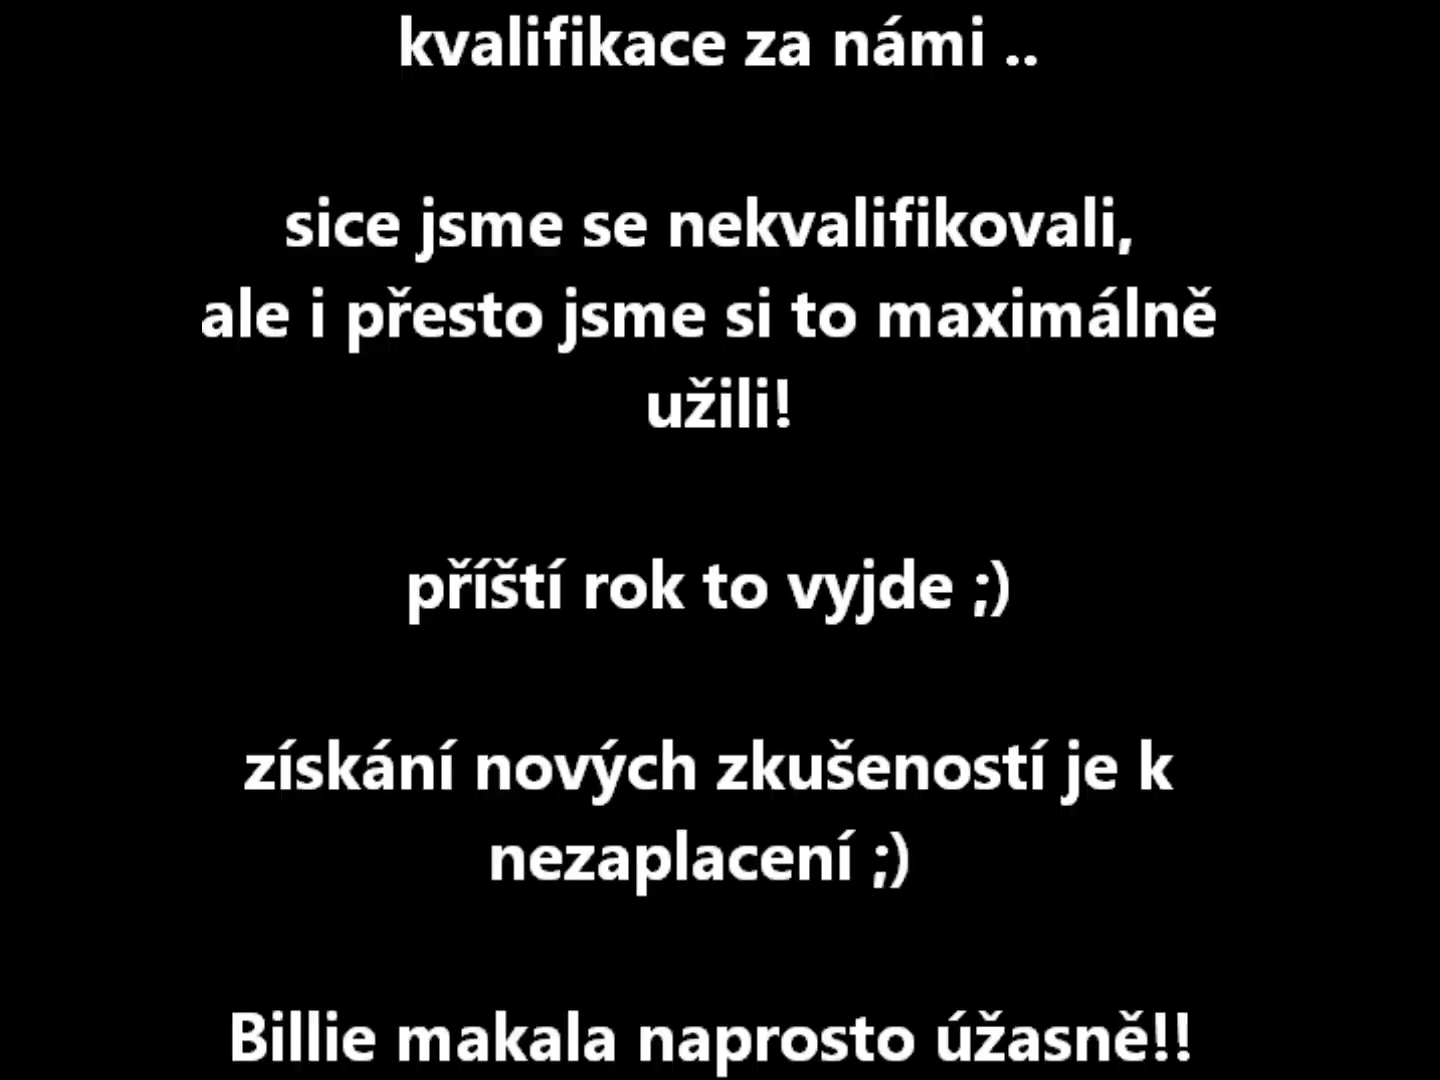 kvalifikace za námi ..
sice jsme se nekvalifikovali,
ale i přesto jsme si to maximálně
užili!
příští rok to vyjde ;)
získání nových zkušeností je k
nezaplacení ;)
Billie makala naprosto úžasně!!